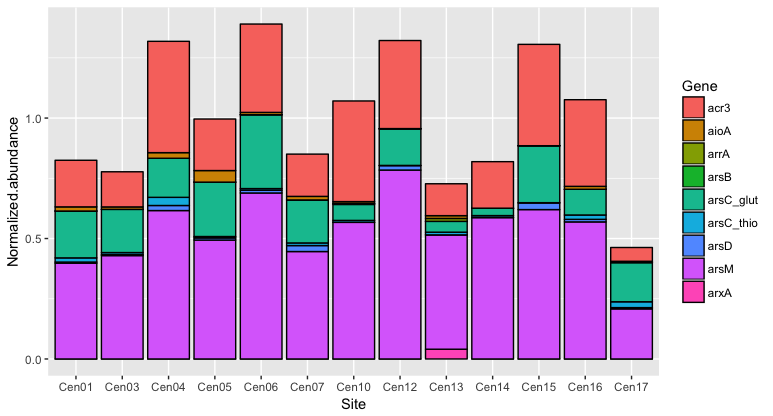 Normalized.abundance
1.0
0.5
0.0
Cen01 Cen03 Cen04 Cen05 Cen06 Cen07 Cen10 Cen12 Cen13 Cen14 Cen15 Cen16 Cen17
Site
Gene
acr3
aioA
arrA
arsB
arsC_glut
arsC_thio
arsD
arsM
arxA